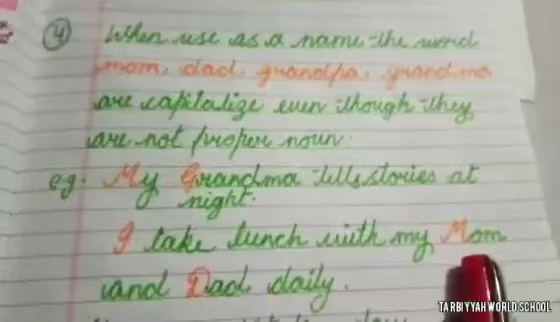 4 When use as a name the word
mom, dad, grandpa, grandma
are capitalize even though they
are not proper noun.
e.g. My Grandma tells stories at
night.
I take lunch with my Mom
and Dad daily.
TARBIYYAH WORLD SCHOOL